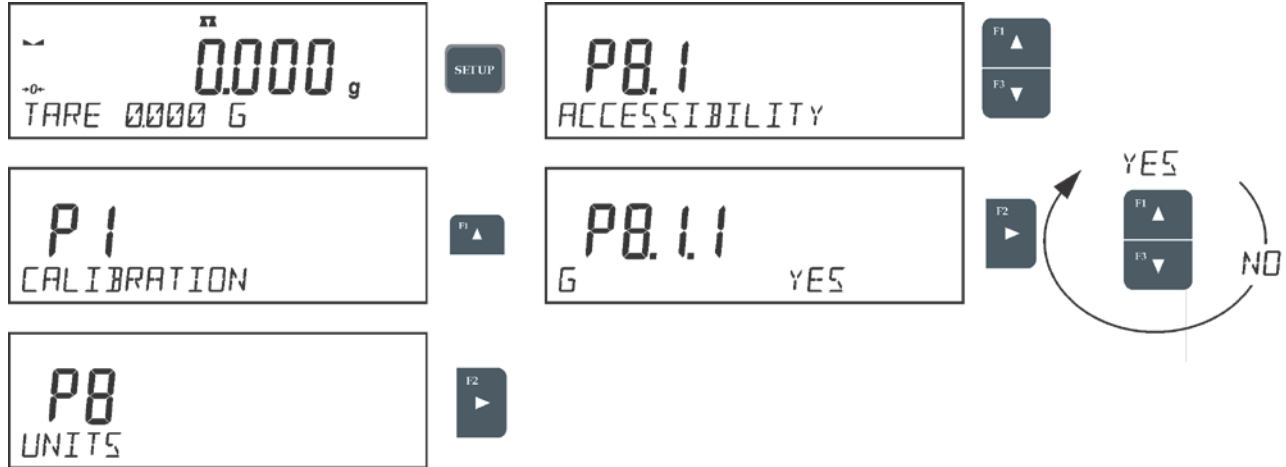 0.000 g
→0←
TARE 0.000 G
SETUP
P1
CALIBRATION
F1
P8
UNITS
F2
P8.1
ACCESSIBILITY
F1
F3
P8.1.1
G YES
F2
YES
F1
F3
NO